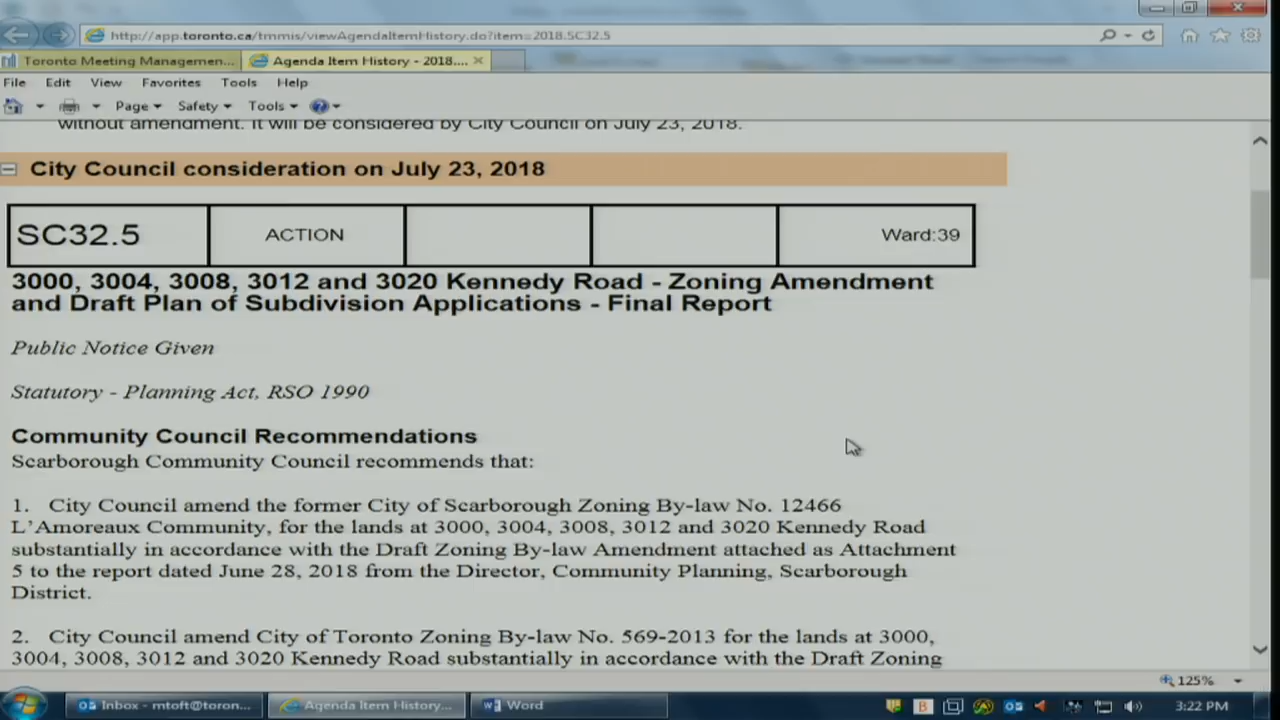 http://app.toronto.ca/tmmis/viewAgendaItemHistory.do?item=2018.SC32.5
Toronto Meeting Managemen... Agenda Item History - 2018....
File Edit View Favorites Tools Help
Page Safety Tools
without amendment. It will be considered by City Council on July 23, 2018.
City Council consideration on July 23, 2018
SC32.5 ACTION Ward:39
3000, 3004, 3008, 3012 and 3020 Kennedy Road - Zoning Amendment
and Draft Plan of Subdivision Applications - Final Report
Public Notice Given
Statutory - Planning Act, RSO 1990
Community Council Recommendations
Scarborough Community Council recommends that:
1. City Council amend the former City of Scarborough Zoning By-law No. 12466
L'Amoreaux Community, for the lands at 3000, 3004, 3008, 3012 and 3020 Kennedy Road
substantially in accordance with the Draft Zoning By-law Amendment attached as Attachment
5 to the report dated June 28, 2018 from the Director, Community Planning, Scarborough
District.
2. City Council amend City of Toronto Zoning By-law No. 569-2013 for the lands at 3000,
3004, 3008, 3012 and 3020 Kennedy Road substantially in accordance with the Draft Zoning
125%
Inbox - mtoft@toron... Agenda Item History... Word 3:22 PM